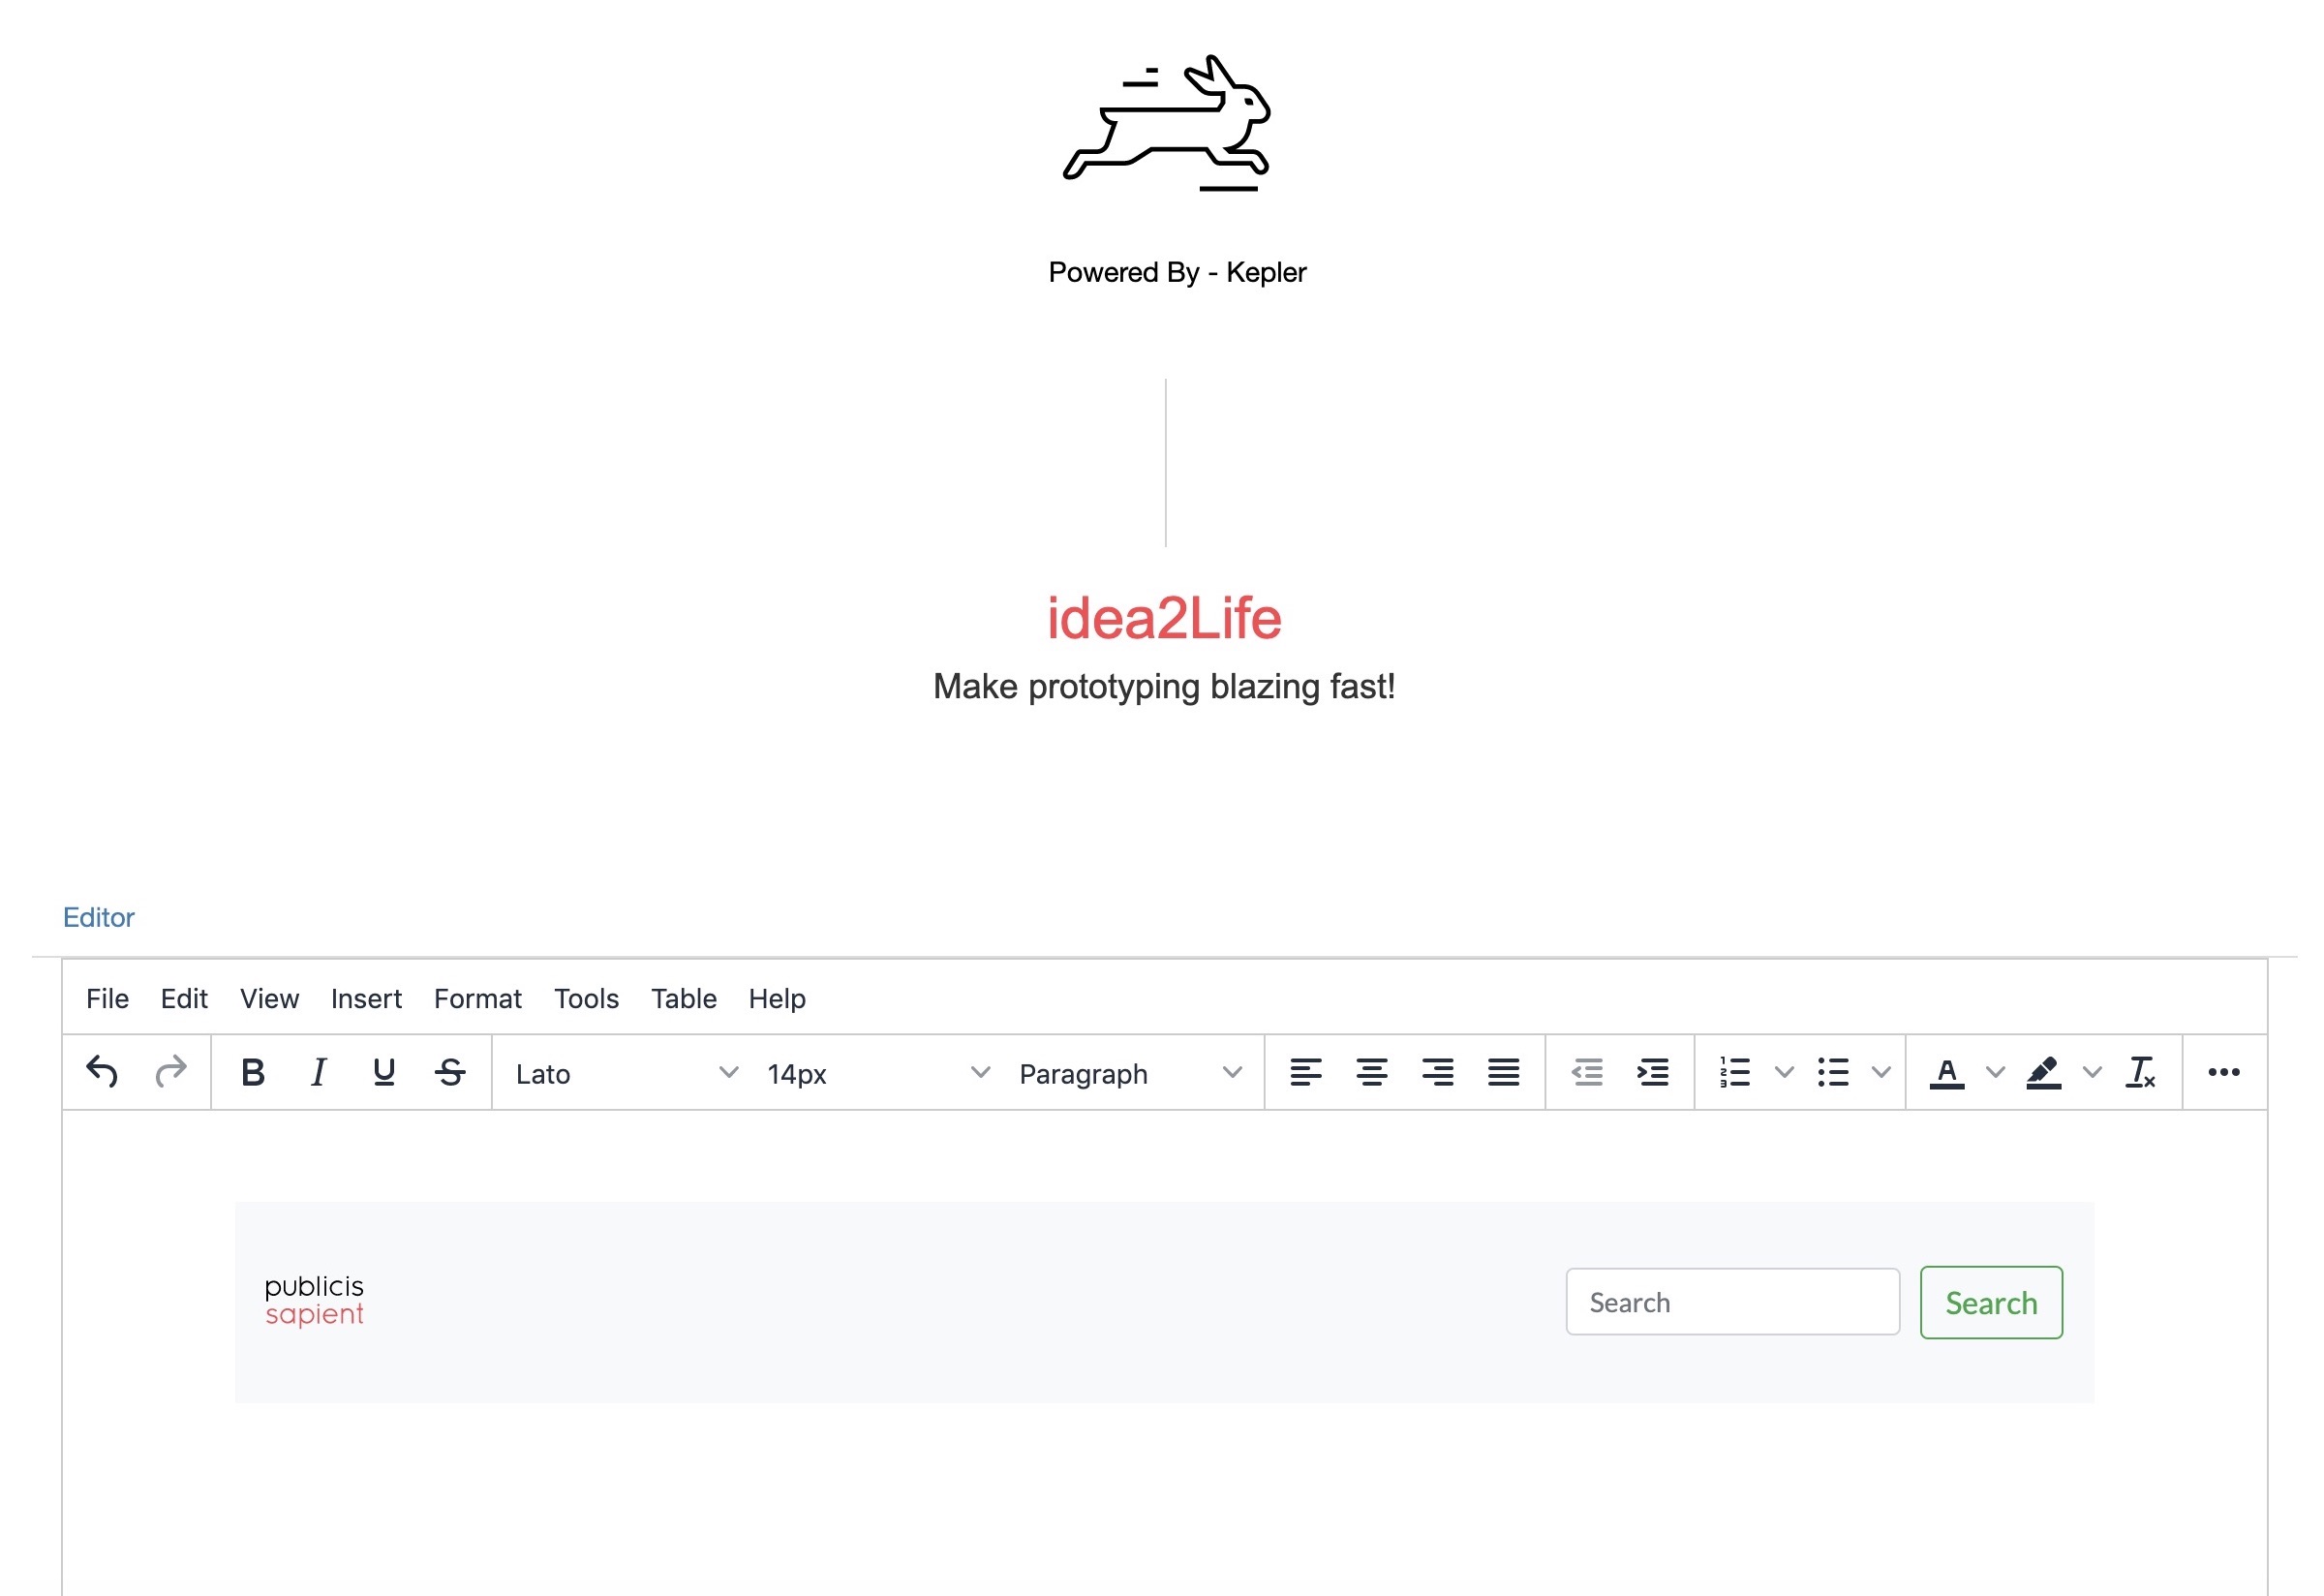 Powered By - Kepler
idea2Life
Make prototyping blazing fast!
Editor
File Edit View Insert Format Tools Table Help
B I U S Lato 14px Paragraph A
publicis
sapient
Search Search